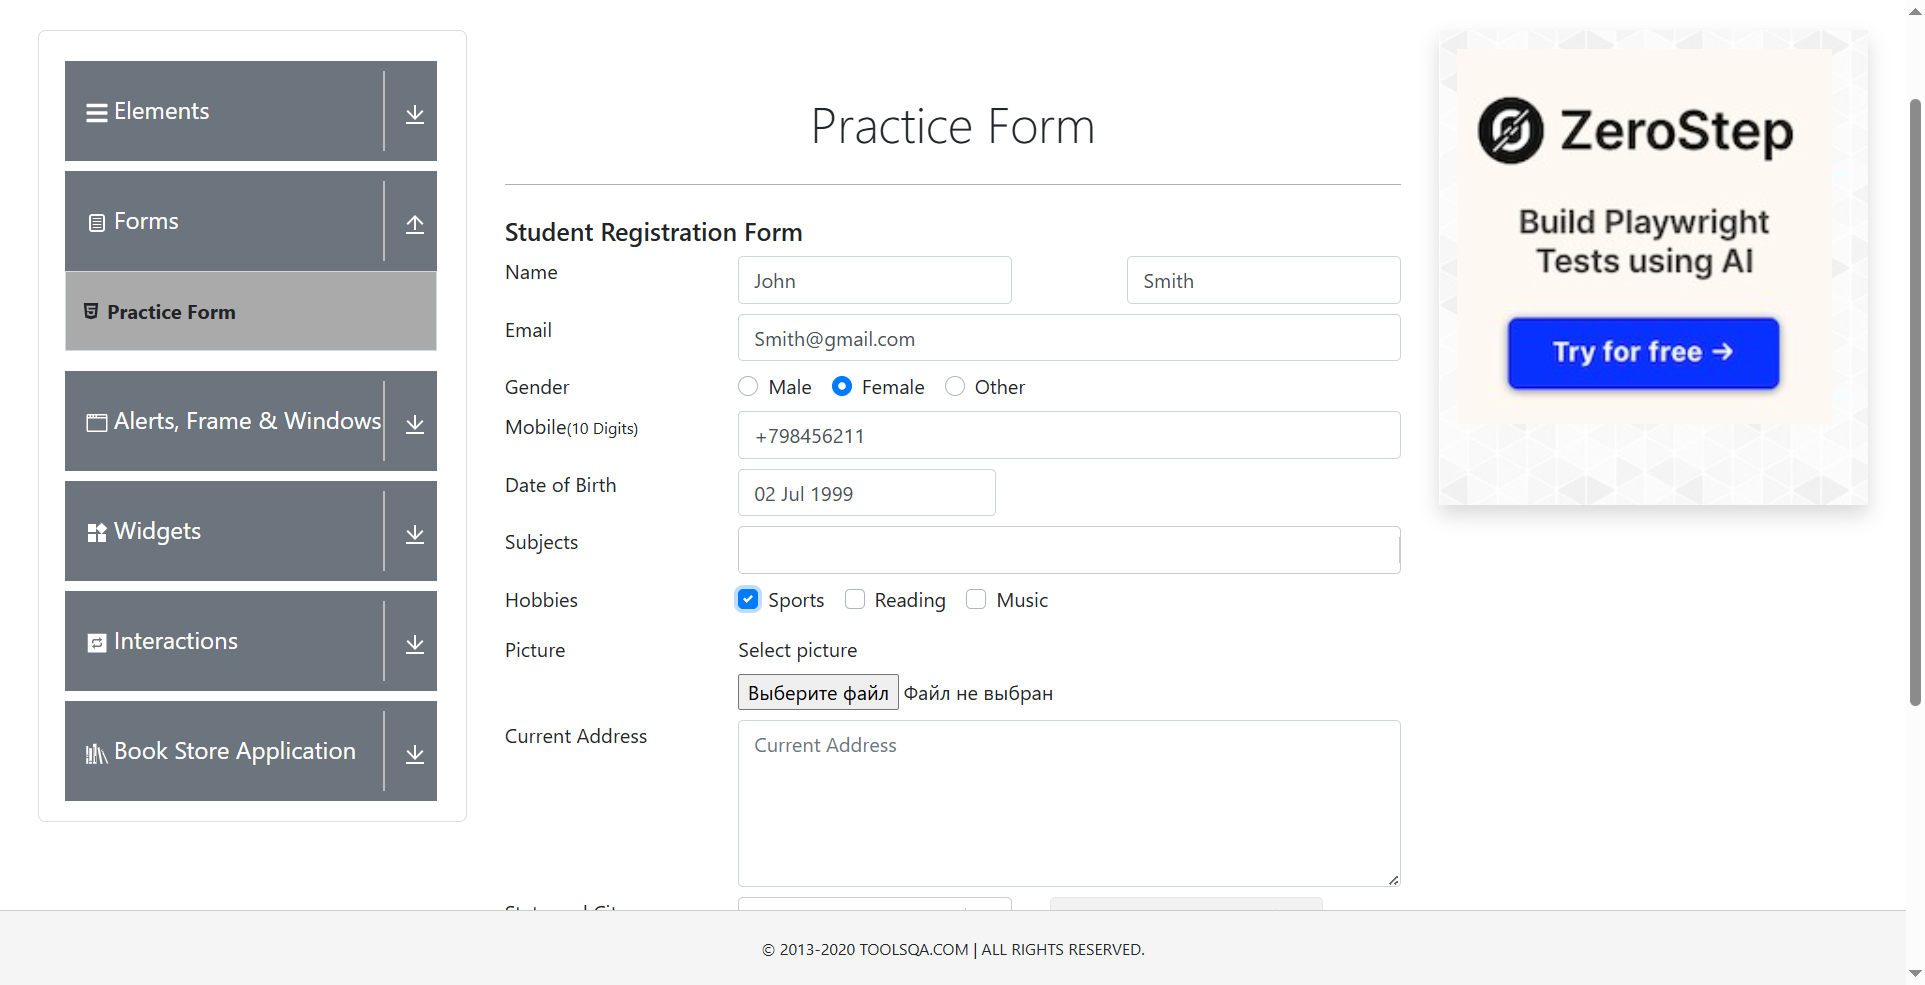 Elements
Forms
Practice Form
Alerts, Frame & Windows
Widgets
Interactions
Book Store Application
Practice Form
Student Registration Form
Name
John
Smith
Email
Smith@gmail.com
Gender
Male
Female
Other
Mobile(10 Digits)
+798456211
Date of Birth
02 Jul 1999
Subjects
Hobbies
Sports
Reading
Music
Picture
Select picture
Выберите файл
Файл не выбран
Current Address
Current Address
ZeroStep
Build Playwright
Tests using AI
Try for free →
© 2013-2020 TOOLSQA.COM | ALL RIGHTS RESERVED.